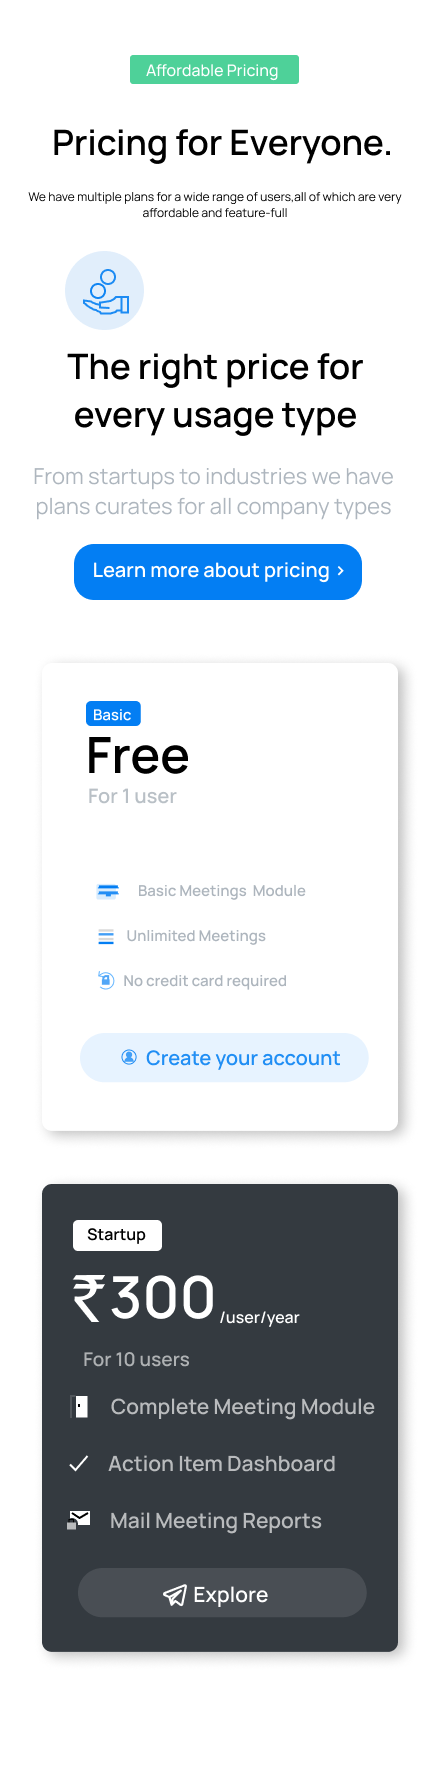 Affordable Pricing
Pricing for Everyone.
We have multiple plans for a wide range of users,all of which are very
affordable and feature-full
The right price for
every usage type
From startups to industries we have
plans curates for all company types
Learn more about pricing ›
Basic
Free
For 1 user
Basic Meetings Module
Unlimited Meetings
No credit card required
Create your account
Startup
₹300 /user/year
For 10 users
Complete Meeting Module
Action Item Dashboard
Mail Meeting Reports
Explore